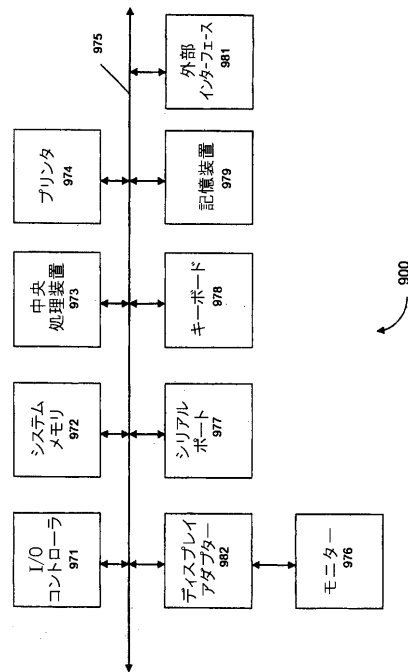 I/O
コントローラ
971
システム
メモリ
972
中央
処理装置
973
プリンタ
974
975
ディスプレイ
アダプター
982
シリアル
ポート
977
キーボード
978
記憶装置
979
外部
インターフェース
981
モニター
976
900